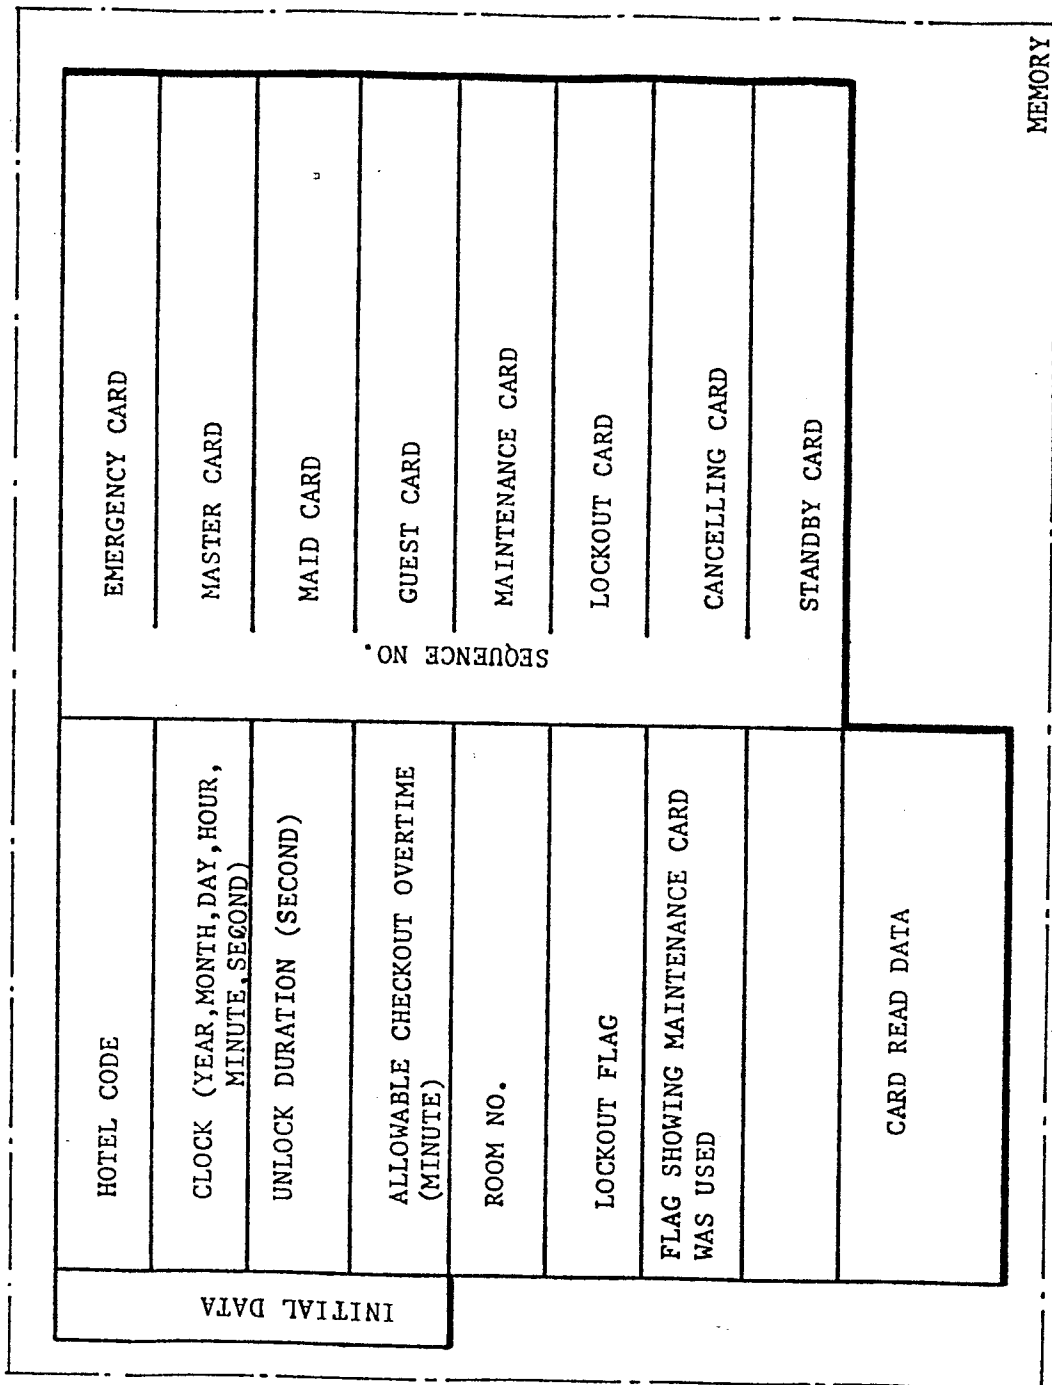 MEMORY
INITIAL DATA
HOTEL CODE
CLOCK (YEAR,MONTH,DAY,HOUR,
MINUTE,SECOND)
UNLOCK DURATION (SECOND)
ALLOWABLE CHECKOUT OVERTIME
(MINUTE)
ROOM NO.
LOCKOUT FLAG
FLAG SHOWING MAINTENANCE CARD
WAS USED
CARD READ DATA
SEQUENCE NO.
EMERGENCY CARD
MASTER CARD
MAID CARD
GUEST CARD
MAINTENANCE CARD
LOCKOUT CARD
CANCELLING CARD
STANDBY CARD